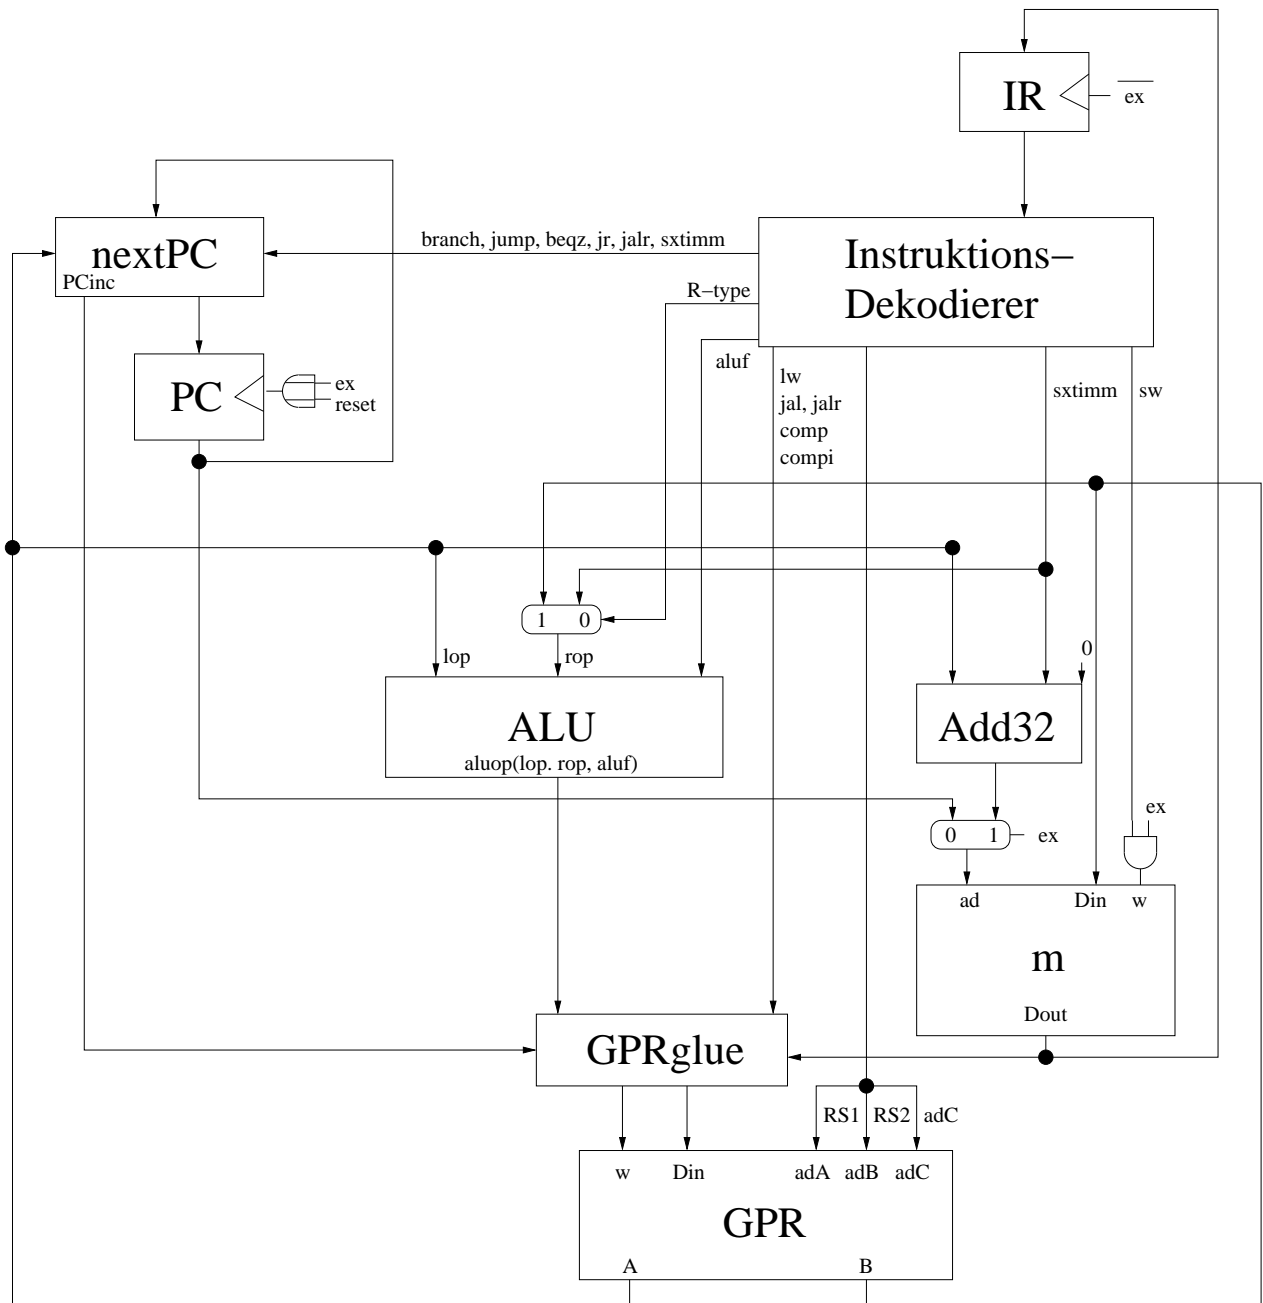 IR
ex
nextPC
PCinc
branch, jump, beqz, jr, jalr, sxtimm
Instruktions–
Dekodierer
R–type
PC
ex
reset
aluf
lw
jal, jalr
comp
compi
sxtimm
sw
1 0
lop
rop
0
ALU
aluop(lop. rop, aluf)
Add32
ex
0 1
ex
ad
Din
w
m
Dout
GPRglue
RS1
RS2
adC
w
Din
adA
adB
adC
GPR
A
B